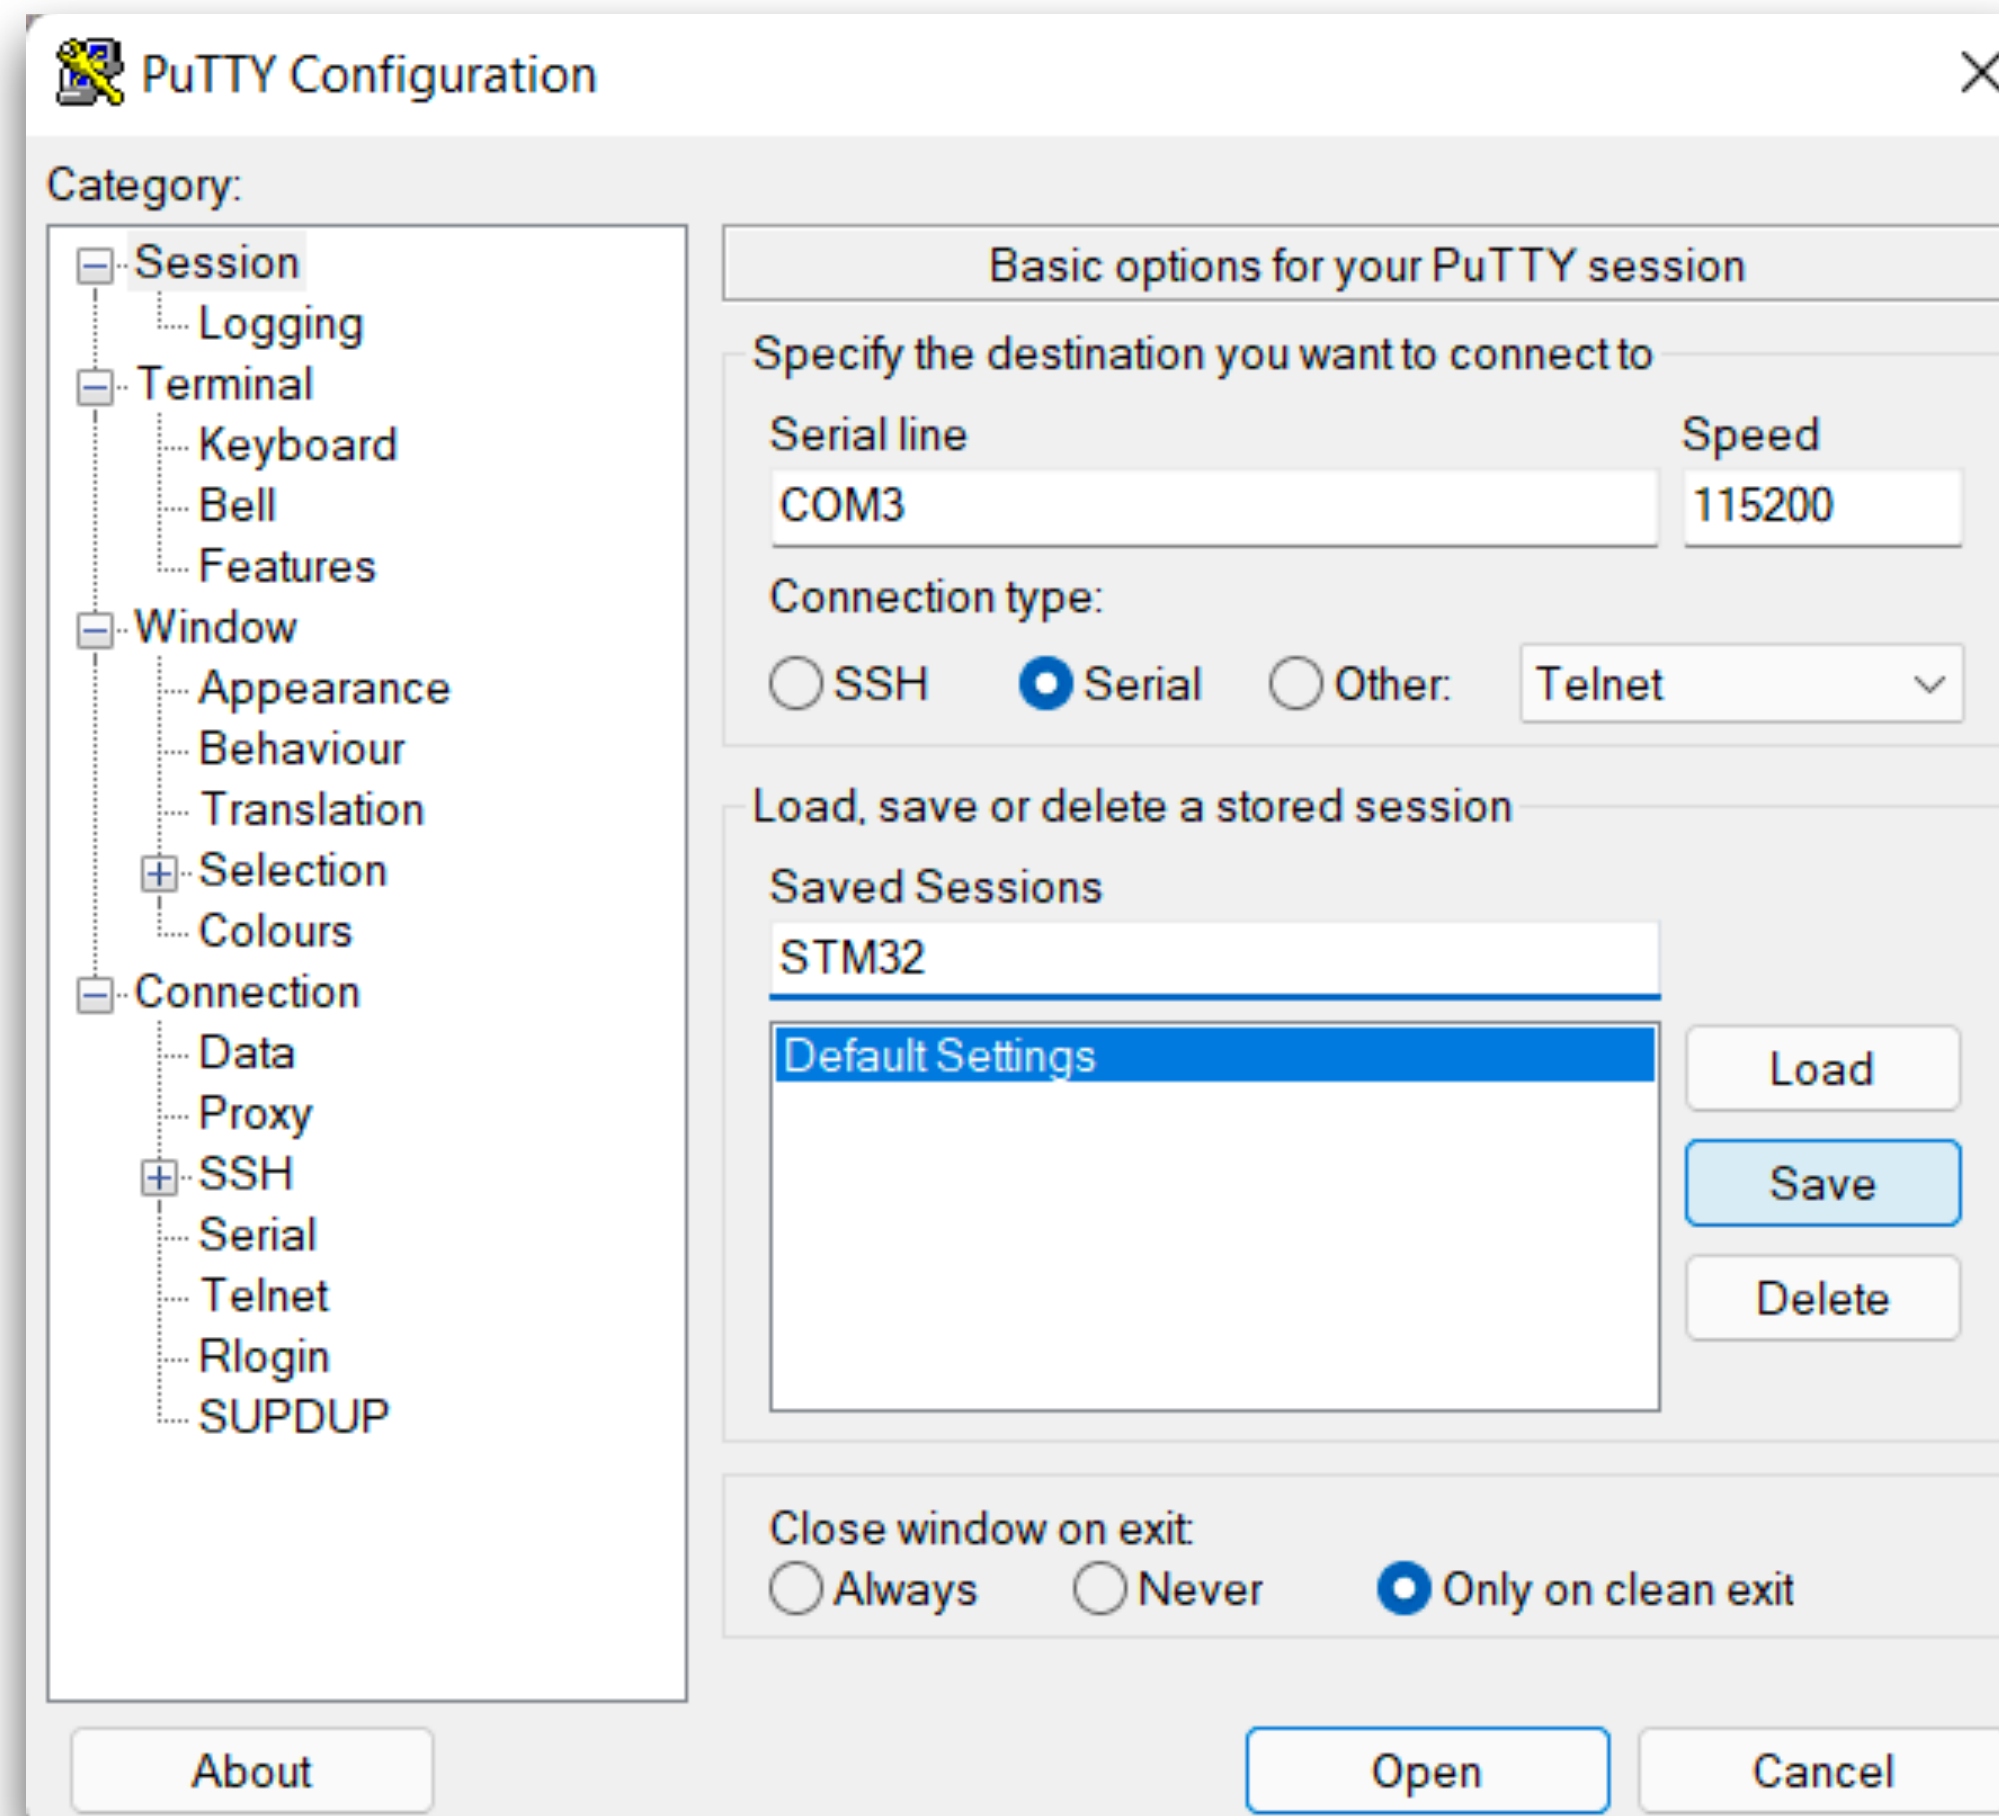 PuTTY Configuration
Category:
Session
Logging
Terminal
Keyboard
Bell
Features
Window
Appearance
Behaviour
Translation
Selection
Colours
Connection
Data
Proxy
SSH
Serial
Telnet
Rlogin
SUPDUP
Basic options for your PuTTY session
Specify the destination you want to connect to
Serial line Speed
COM3 115200
Connection type:
SSH Serial Other: Telnet
Load, save or delete a stored session
Saved Sessions
STM32
Default Settings
Load
Save
Delete
Close window on exit:
Always Never Only on clean exit
About Open Cancel